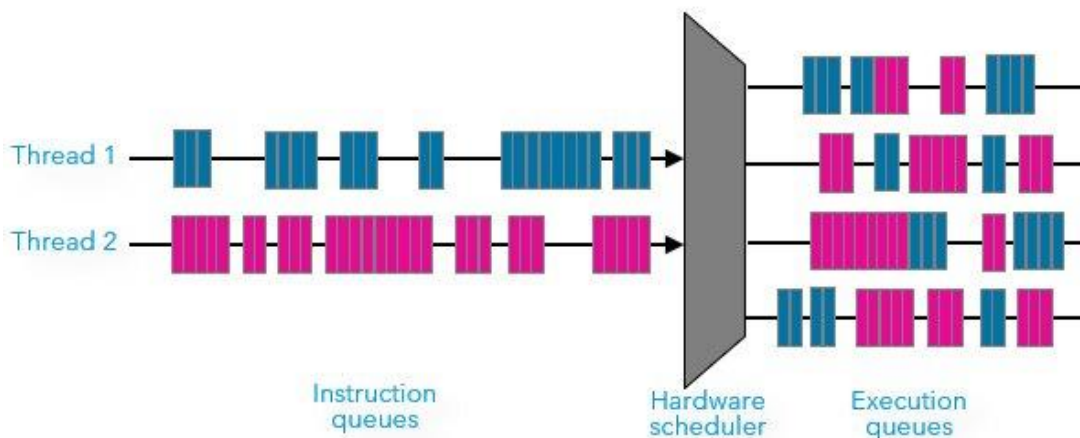 Thread 1
Thread 2
Instruction
queues
Hardware
scheduler
Execution
queues